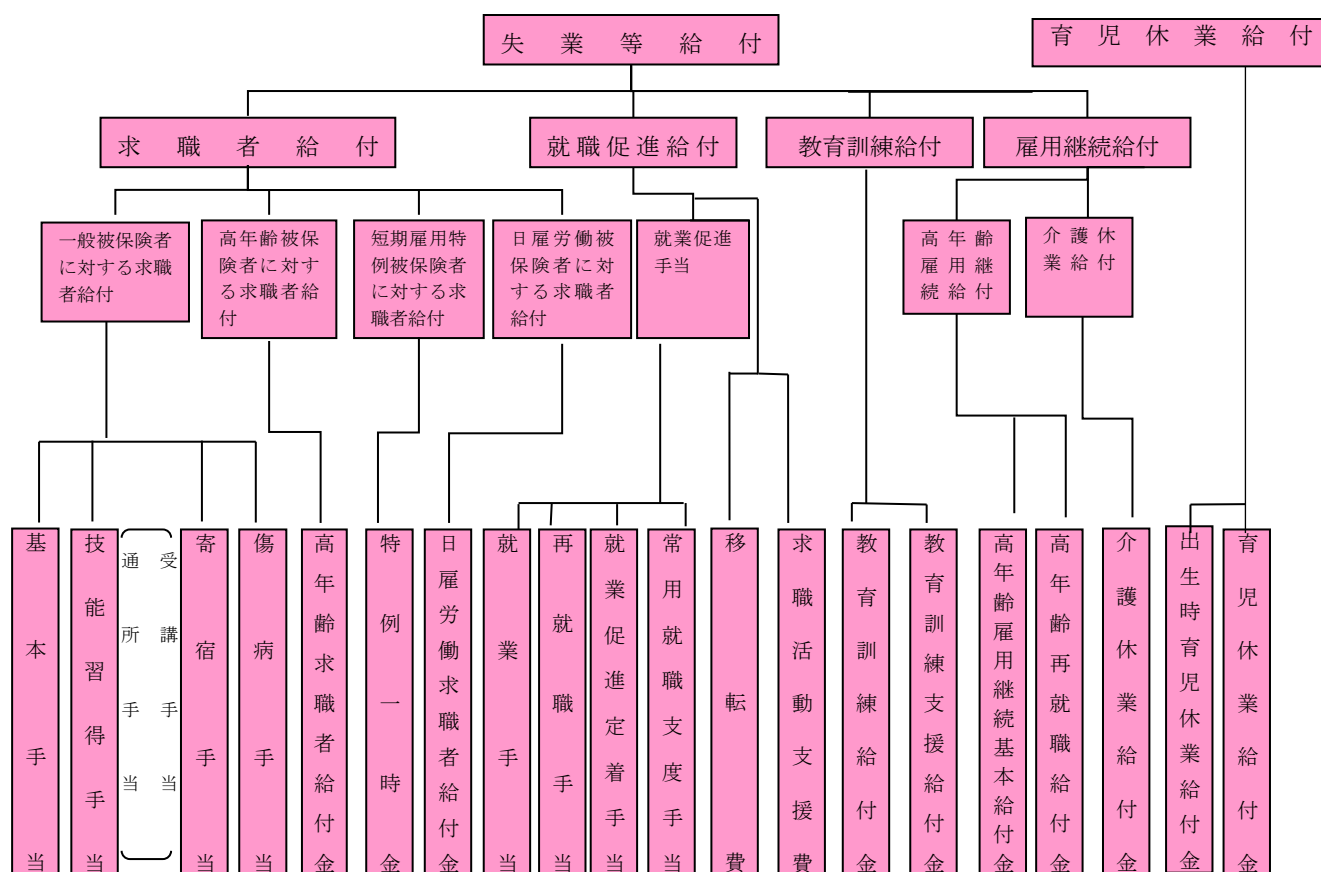 失業等給付
育児休業給付
求職者給付
就職促進給付
教育訓練給付
雇用継続給付
一般被保険者
に対する求職
者給付
高年齢被保
険者に対す
る求職者給
付
短期雇用特
例被保険者
に対する求
職者給付
日雇労働被
保険者に対
する求職者
給付
就業促進
手当
高年齢
雇用継
続給付
介護休
業給付
基本手当
技能習得手当
受講手当
通所手当
寄宿手当
傷病手当
高年齢求職者給付金
特例一時金
日雇労働求職者給付金
就業手当
再就職手当
就業促進定着手当
常用就職支度手当
移転費
求職活動支援費
教育訓練給付金
教育訓練支援給付金
高年齢雇用継続基本給付金
高年齢再就職給付金
介護休業給付金
出生時育児休業給付金
育児休業給付金